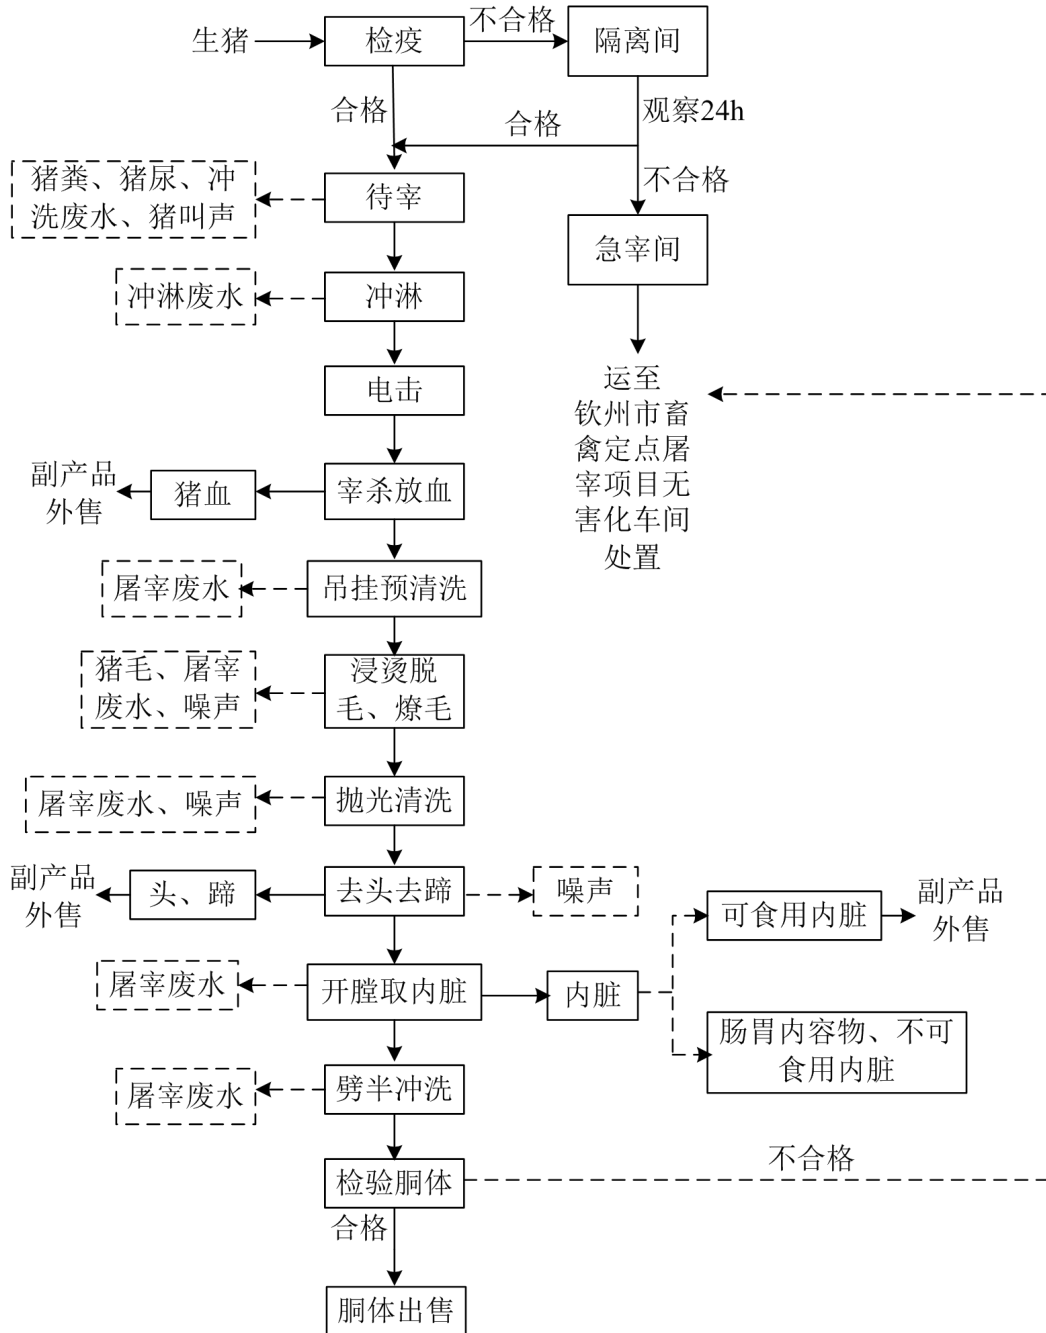 生猪
检疫
不合格
隔离间
合格
合格
观察24h
不合格
猪粪、猪尿、冲
洗废水、猪叫声
待宰
急宰间
冲淋废水
冲淋
电击
运至
钦州市畜
禽定点屠
宰项目无
害化车间
处置
副产品
外售
猪血
宰杀放血
屠宰废水
吊挂预清洗
猪毛、屠宰
废水、噪声
浸烫脱
毛、燎毛
屠宰废水、噪声
抛光清洗
副产品
外售
头、蹄
去头去蹄
噪声
可食用内脏
副产品
外售
屠宰废水
开膛取内脏
内脏
肠胃内容物、不可
食用内脏
屠宰废水
劈半冲洗
检验胴体
不合格
合格
胴体出售